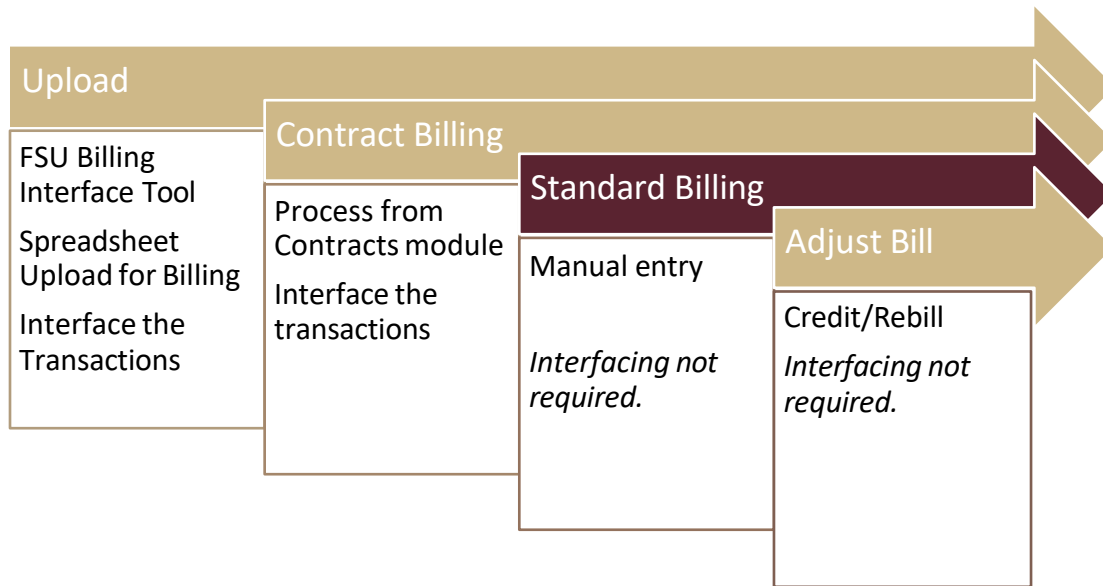 Upload
FSU Billing
Interface Tool
Spreadsheet
Upload for Billing
Interface the
Transactions
Contract Billing
Process from
Contracts module
Interface the
transactions
Standard Billing
Manual entry
Interfacing not
required.
Adjust Bill
Credit/Rebill
Interfacing not
required.